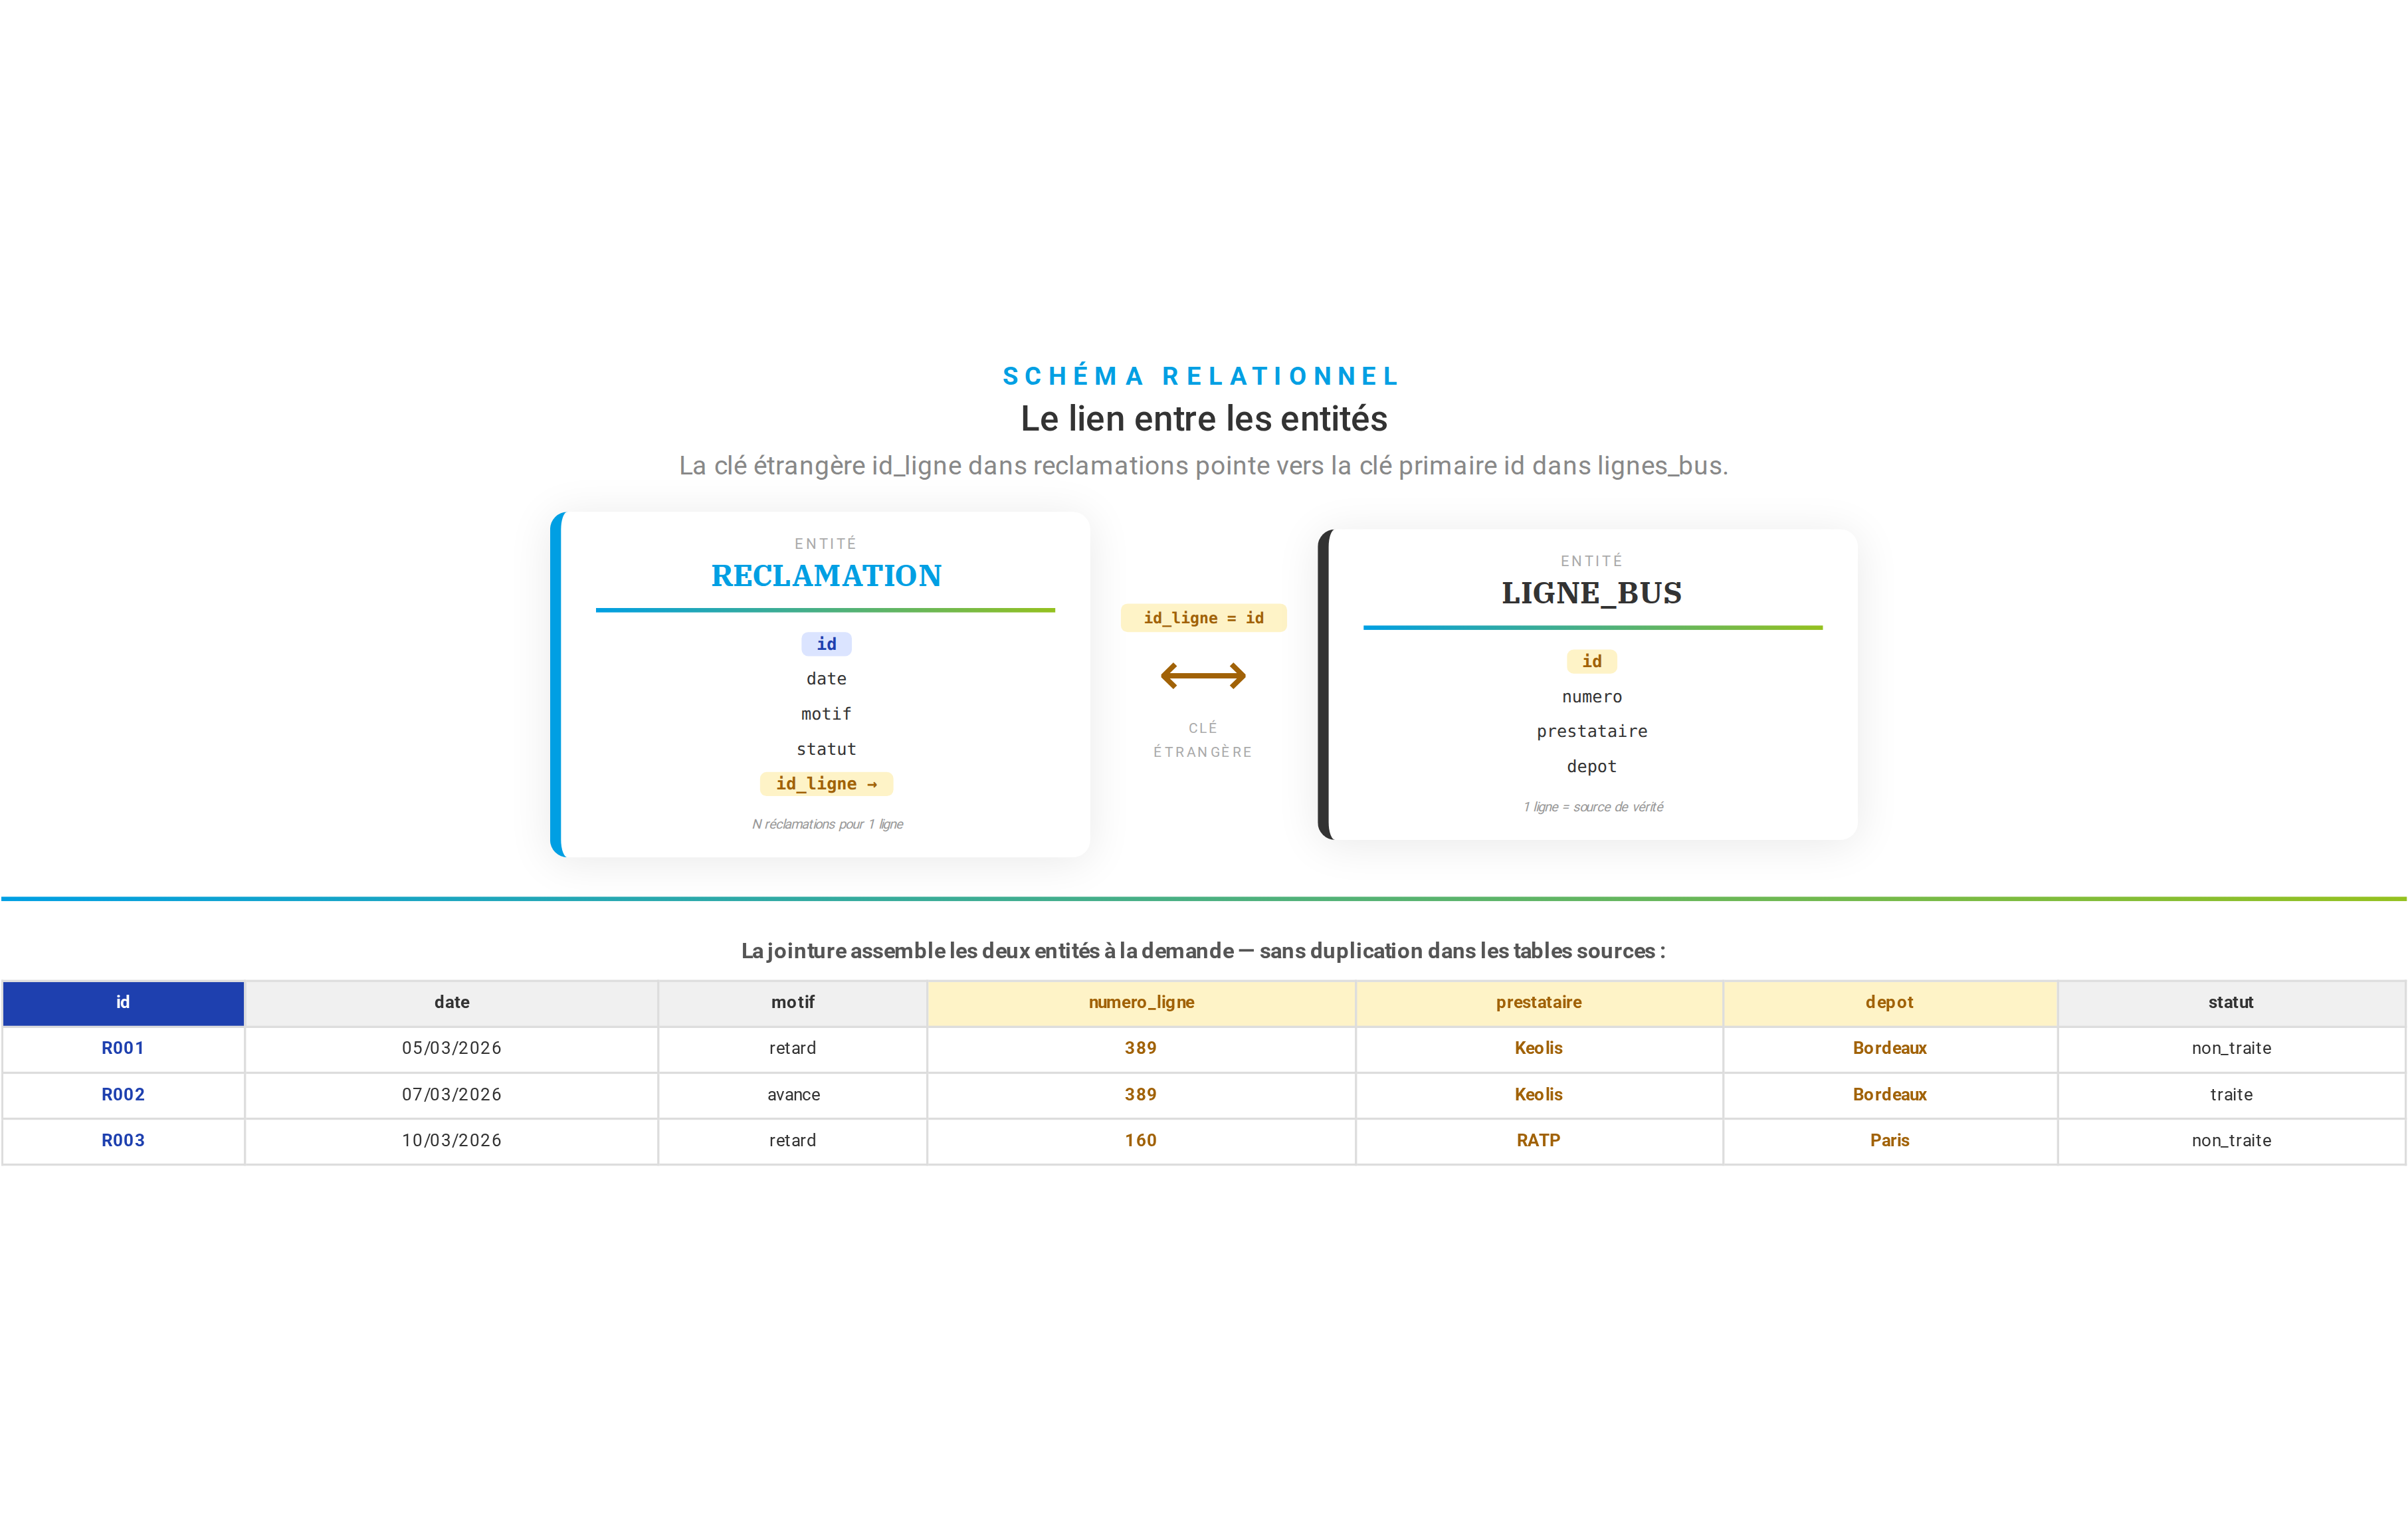 SCHÉMA RELATIONNEL
Le lien entre les entités
La clé étrangère id_ligne dans reclamations pointe vers la clé primaire id dans lignes_bus.
ENTITÉ
RECLAMATION
id
date
motif
statut
id_ligne →
N réclamations pour 1 ligne
id_ligne = id
⟷
CLÉ
ÉTRANGÈRE
ENTITÉ
LIGNE_BUS
id
numero
prestataire
depot
1 ligne = source de vérité
La jointure assemble les deux entités à la demande — sans duplication dans les tables sources :
id date motif numero_ligne prestataire depot statut
R001 05/03/2026 retard 389 Keolis Bordeaux non_traite
R002 07/03/2026 avance 389 Keolis Bordeaux traite
R003 10/03/2026 retard 160 RATP Paris non_traite